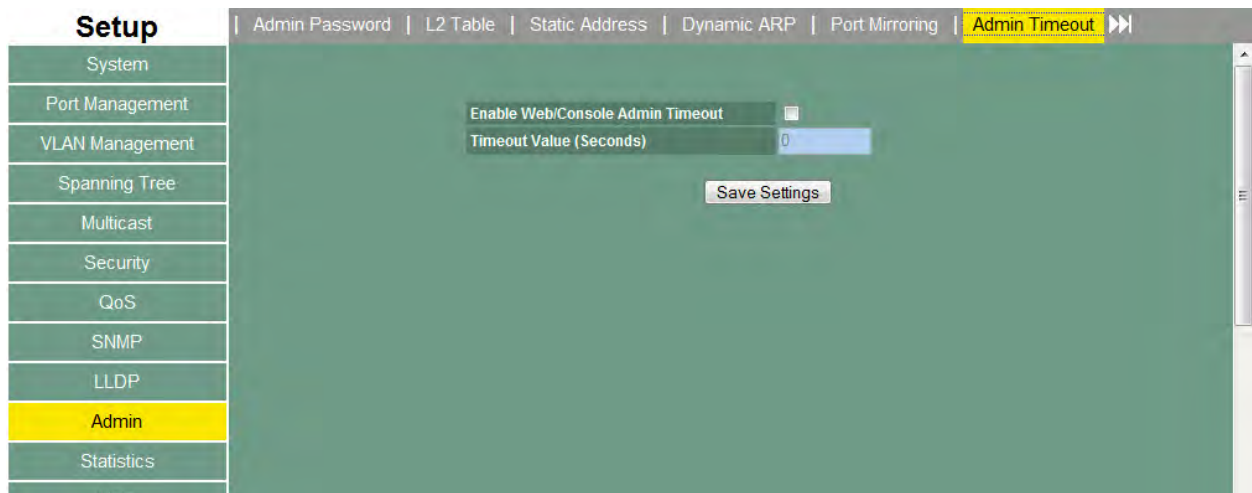 Setup
| Admin Password | L2 Table | Static Address | Dynamic ARP | Port Mirroring | Admin Timeout
System
Port Management
VLAN Management
Spanning Tree
Multicast
Security
QoS
SNMP
LLDP
Admin
Statistics
Enable Web/Console Admin Timeout
Timeout Value (Seconds) 0
Save Settings